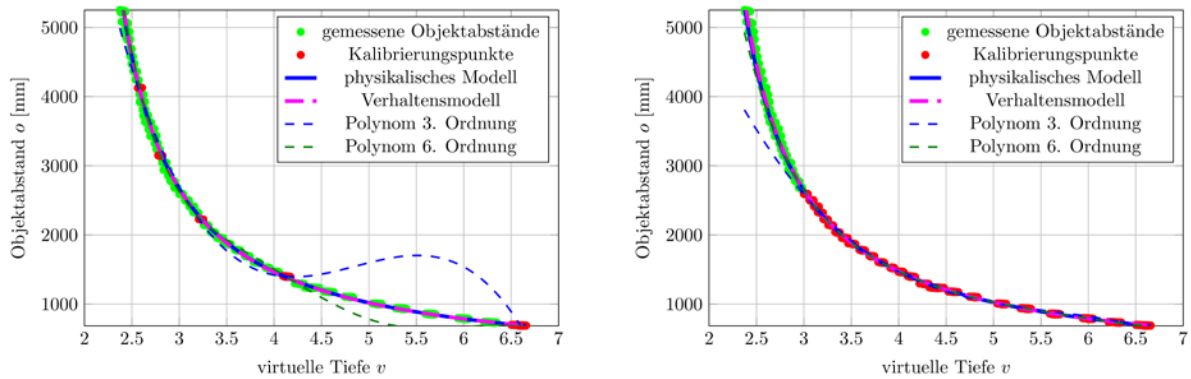 5000
4000
3000
2000
1000
Objektabstand o [mm]
gemessene Objektabstände
Kalibrierungspunkte
physikalisches Modell
Verhaltensmodell
Polynom 3. Ordnung
Polynom 6. Ordnung
2 2.5 3 3.5 4 4.5 5 5.5 6 6.5 7
virtuelle Tiefe v
5000
4000
3000
2000
1000
Objektabstand o [mm]
gemessene Objektabstände
Kalibrierungspunkte
physikalisches Modell
Verhaltensmodell
Polynom 3. Ordnung
Polynom 6. Ordnung
2 2.5 3 3.5 4 4.5 5 5.5 6 6.5 7
virtuelle Tiefe v